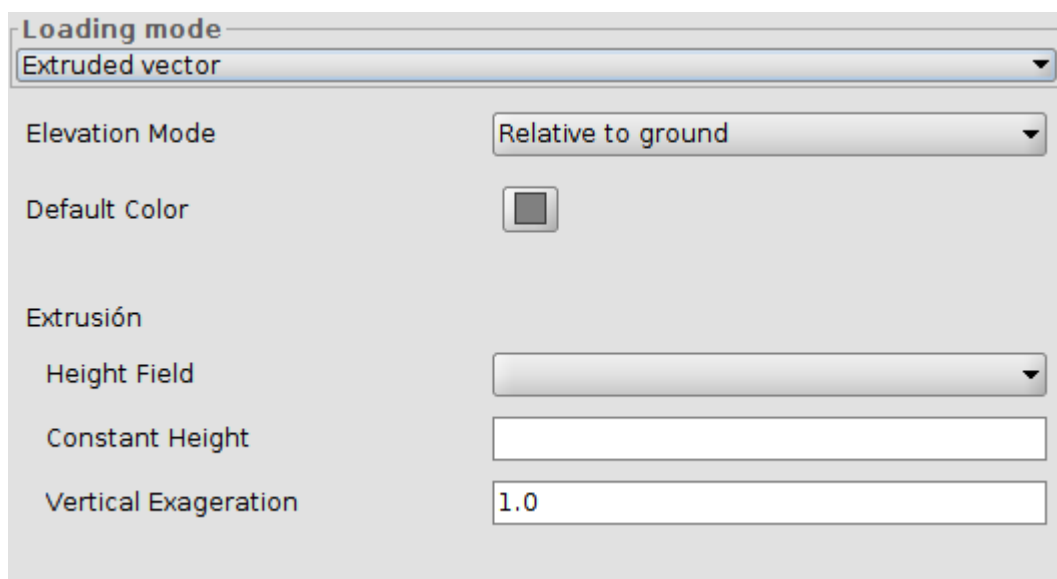 Loading mode
Extruded vector
Elevation Mode Relative to ground
Default Color
Extrusión
Height Field
Constant Height
Vertical Exageration 1.0